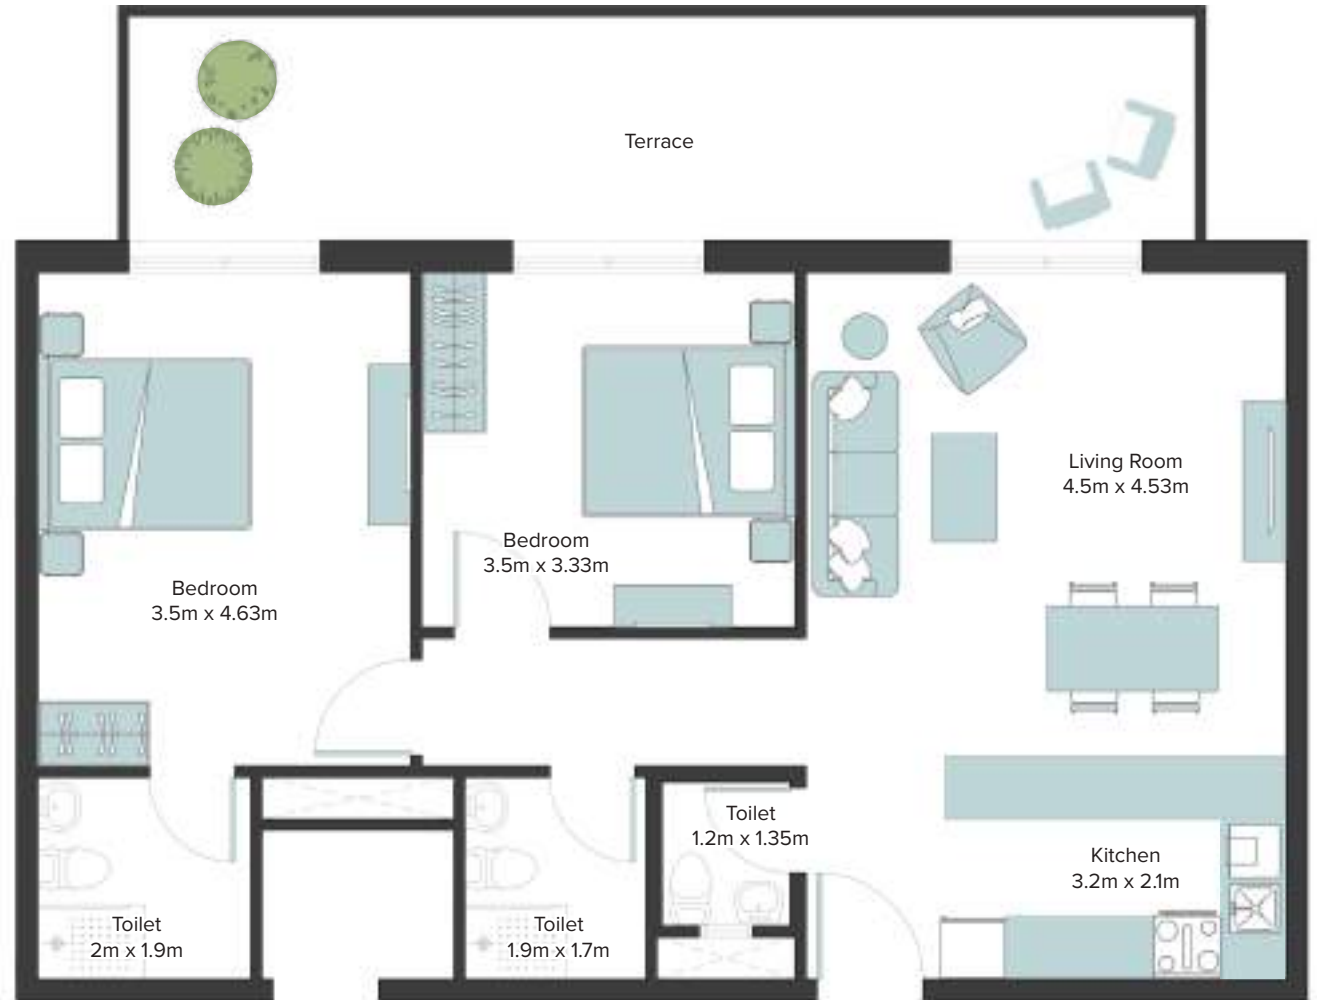 Terrace
Living Room
4.5m x 4.53m
Bedroom
3.5m x 3.33m
Bedroom
3.5m x 4.63m
Toilet
1.2m x 1.35m
Kitchen
3.2m x 2.1m
Toilet
2m x 1.9m
Toilet
1.9m x 1.7m